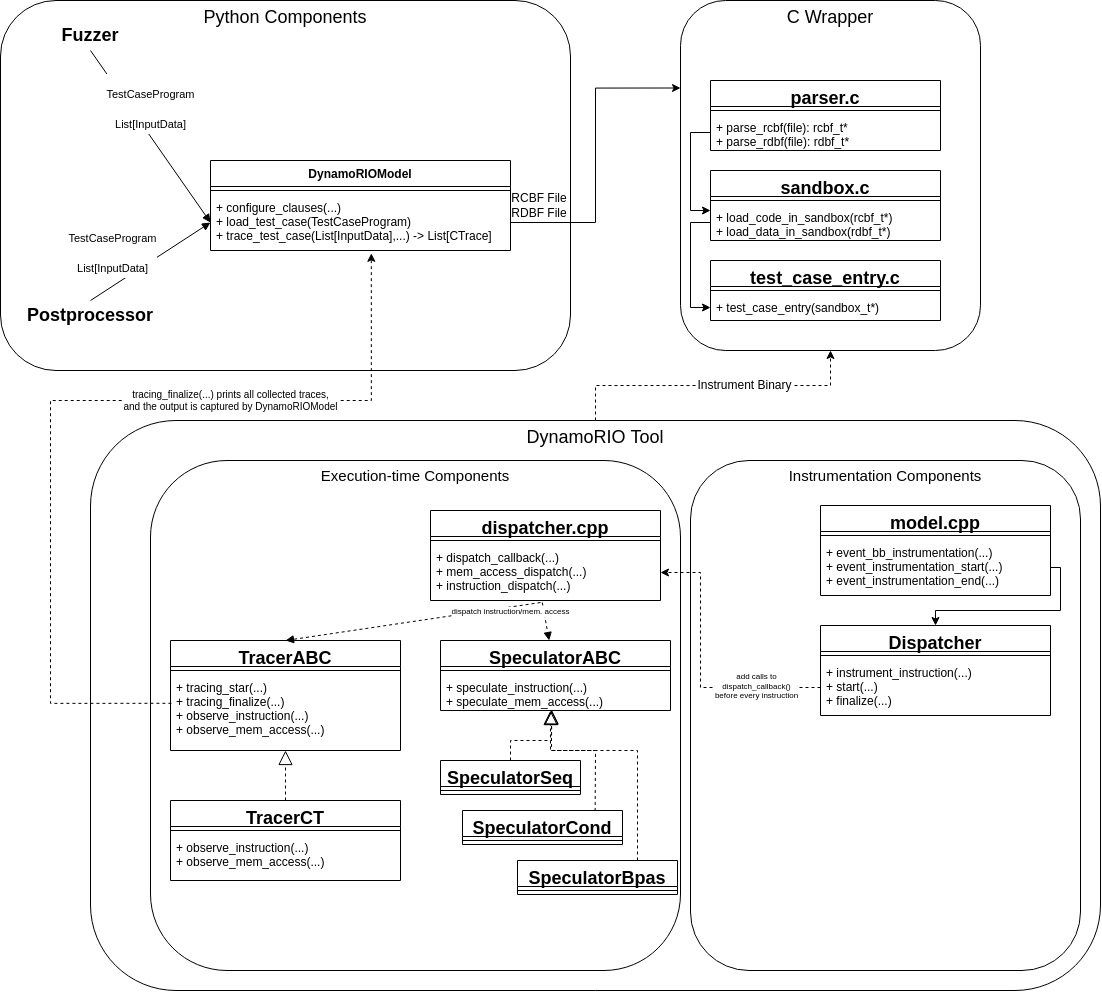 Python Components
Fuzzer
TestCaseProgram
List[InputData]
DynamoRIOModel
+ configure_clauses(...)
+ load_test_case(TestCaseProgram)
+ trace_test_case(List[InputData],...) -> List[CTrace]
TestCaseProgram
List[InputData]
Postprocessor
RCBF File
RDBF File
C Wrapper
parser.c
+ parse_rcbf(file): rcbf_t*
+ parse_rdbf(file): rdbf_t*
sandbox.c
+ load_code_in_sandbox(rcbf_t*)
+ load_data_in_sandbox(rdbf_t*)
test_case_entry.c
+ test_case_entry(sandbox_t*)
tracing_finalize(...) prints all collected traces,
and the output is captured by DynamoRIOModel
Instrument Binary
DynamoRIO Tool
Execution-time Components
dispatcher.cpp
+ dispatch_callback(...)
+ mem_access_dispatch(...)
+ instruction_dispatch(...)
dispatch instruction/mem. access
TracerABC
+ tracing_star(...)
+ tracing_finalize(...)
+ observe_instruction(...)
+ observe_mem_access(...)
SpeculatorABC
+ speculate_instruction(...)
+ speculate_mem_access(...)
SpeculatorSeq
SpeculatorCond
SpeculatorBpas
TracerCT
+ observe_instruction(...)
+ observe_mem_access(...)
Instrumentation Components
model.cpp
+ event_bb_instrumentation(...)
+ event_instrumentation_start(...)
+ event_instrumentation_end(...)
Dispatcher
+ instrument_instruction(...)
+ start(...)
+ finalize(...)
add calls to
dispatch_callback()
before every instruction